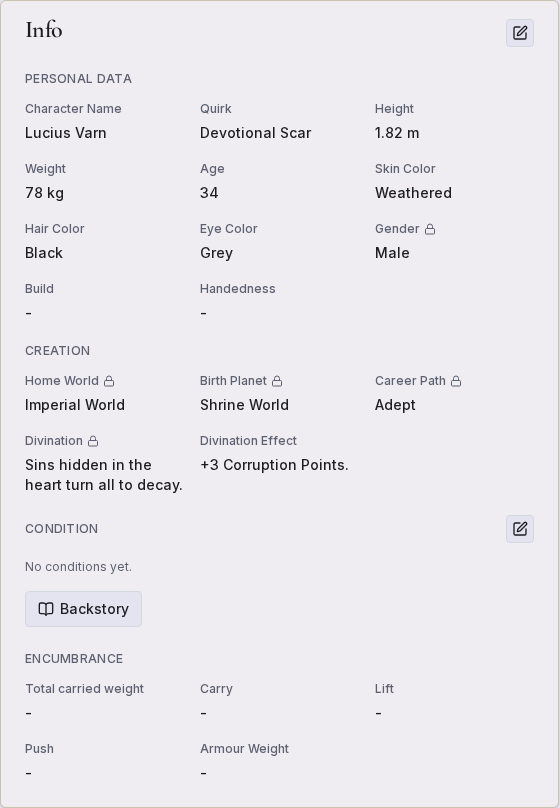 Info
PERSONAL DATA
Character Name Quirk Height
Lucius Varn Devotional Scar 1.82 m
Weight Age Skin Color
78 kg 34 Weathered
Hair Color Eye Color Gender
Black Grey Male
Build Handedness
- -
CREATION
Home World Birth Planet Career Path
Imperial World Shrine World Adept
Divination Divination Effect
Sins hidden in the +3 Corruption Points.
heart turn all to decay.
CONDITION
No conditions yet.
Backstory
ENCUMBRANCE
Total carried weight Carry Lift
- - -
Push Armour Weight
- -